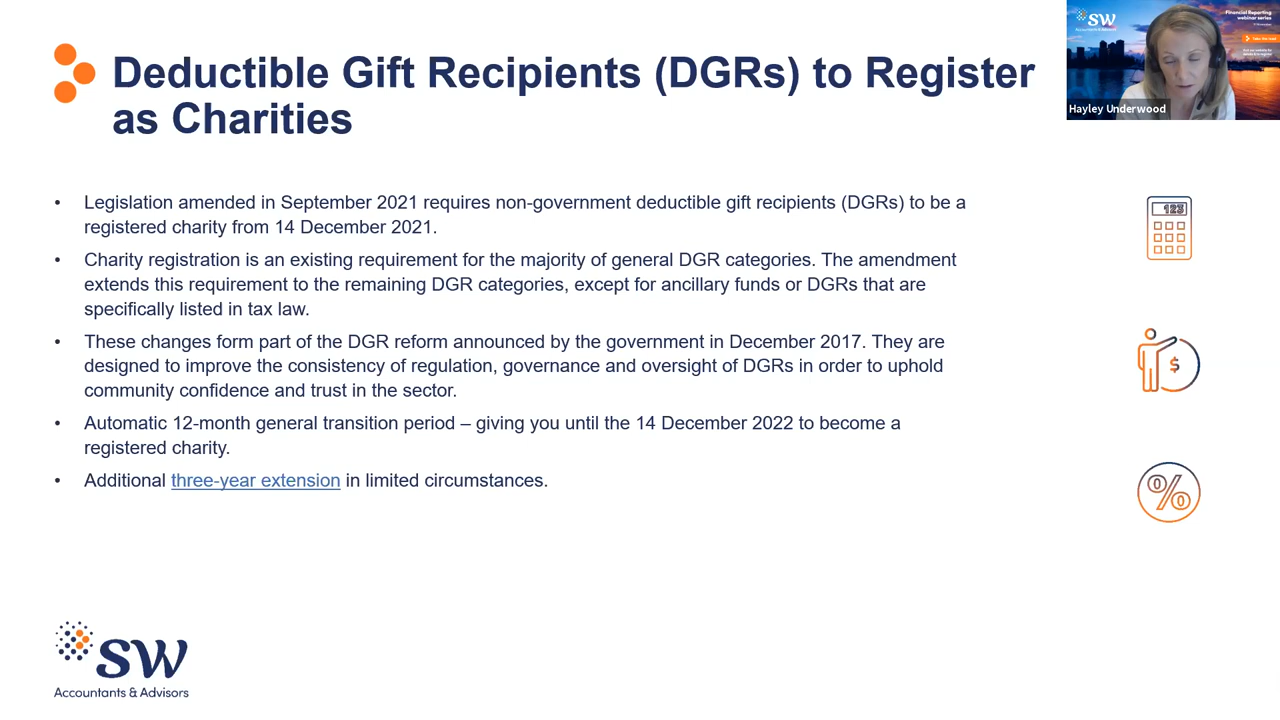 Deductible Gift Recipients (DGRs) to Register
as Charities
SW
Financial Reporting
webinar series
Hayley Underwood
• Legislation amended in September 2021 requires non-government deductible gift recipients (DGRs) to be a
registered charity from 14 December 2021.
• Charity registration is an existing requirement for the majority of general DGR categories. The amendment
extends this requirement to the remaining DGR categories, except for ancillary funds or DGRs that are
specifically listed in tax law.
• These changes form part of the DGR reform announced by the government in December 2017. They are
designed to improve the consistency of regulation, governance and oversight of DGRs in order to uphold
community confidence and trust in the sector.
• Automatic 12-month general transition period – giving you until the 14 December 2022 to become a
registered charity.
• Additional three-year extension in limited circumstances.
123
$
%
SW
Accountants & Advisors